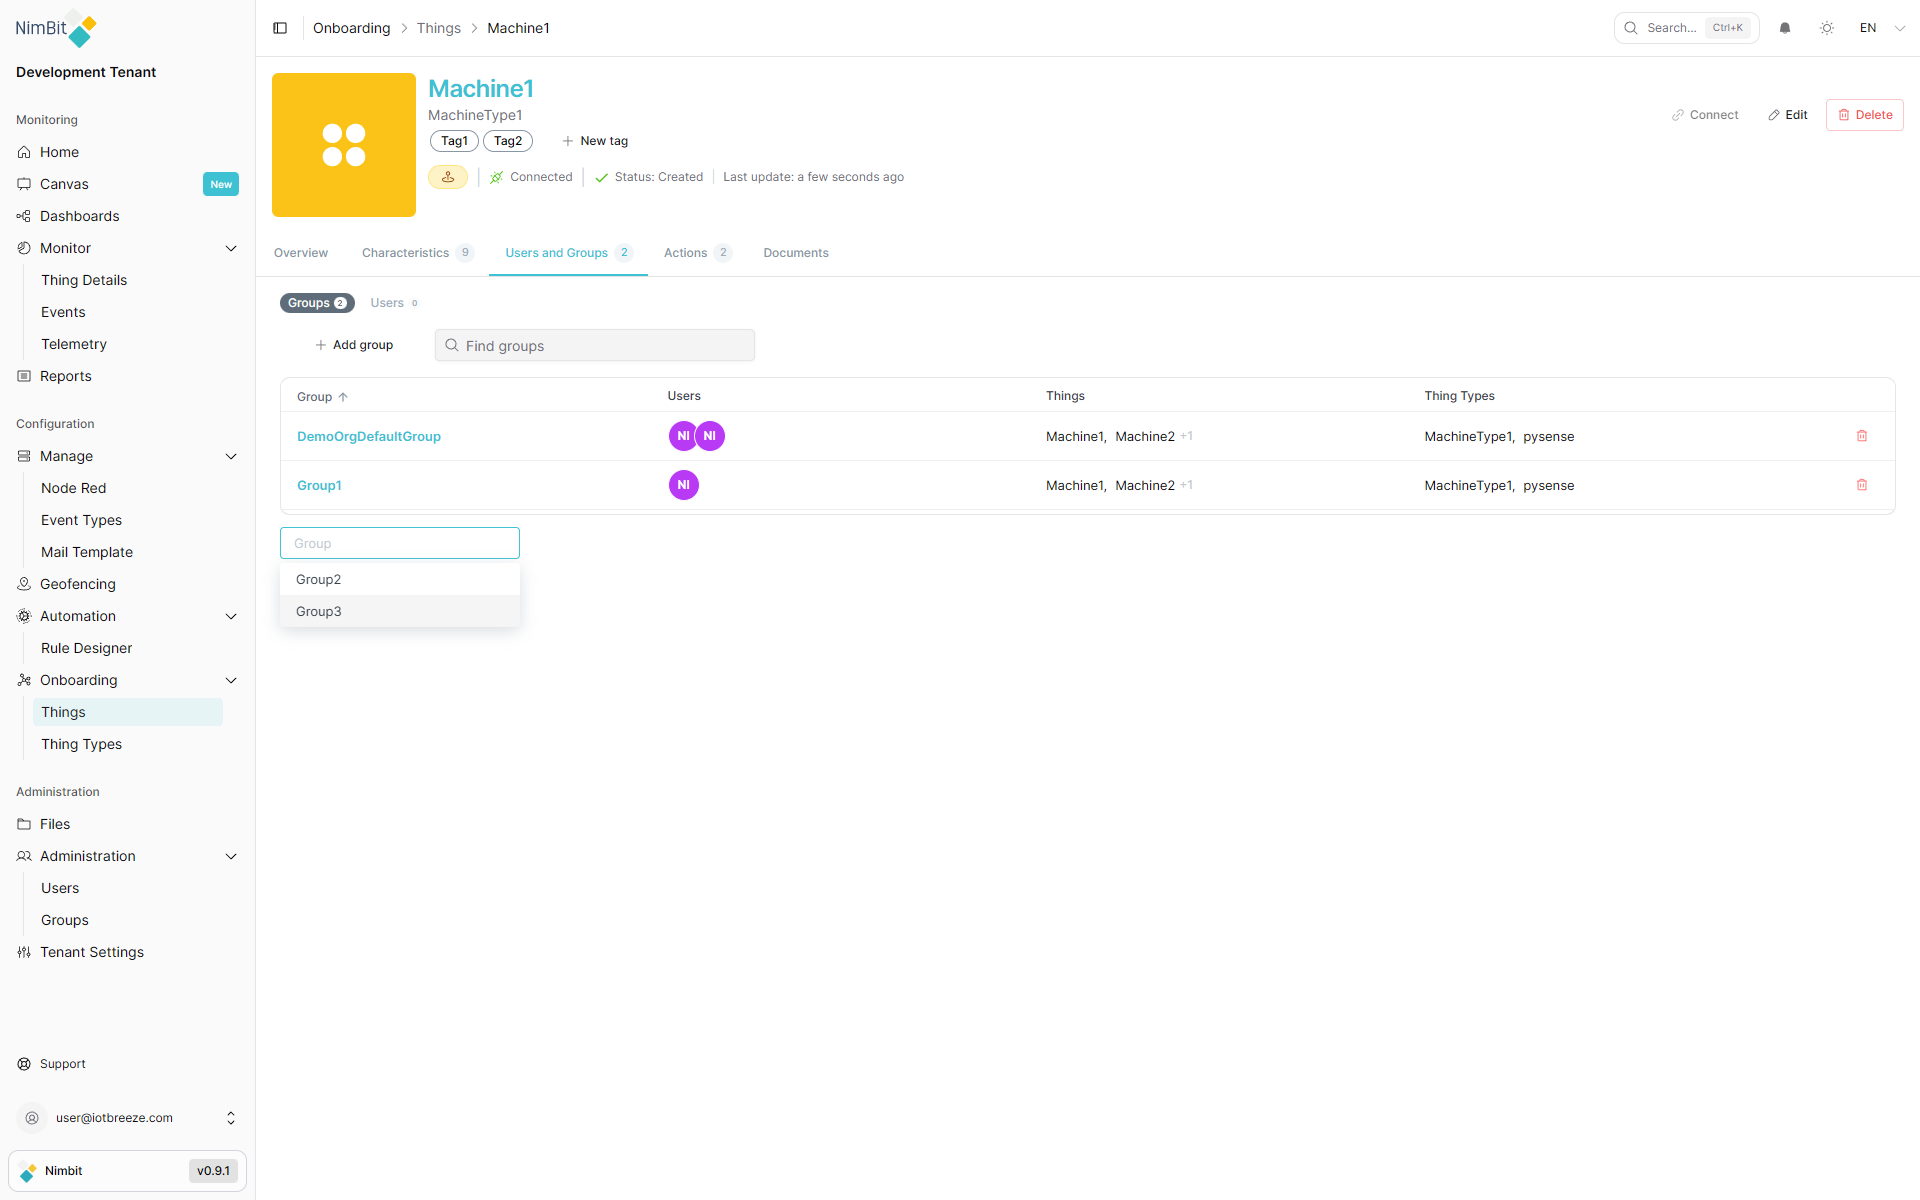 NimBit
Development Tenant
Monitoring
Home
Canvas New
Dashboards
Monitor
Thing Details
Events
Telemetry
Reports
Configuration
Manage
Node Red
Event Types
Mail Template
Geofencing
Automation
Rule Designer
Onboarding
Things
Thing Types
Administration
Files
Administration
Users
Groups
Tenant Settings
Support
user@iotbreeze.com
Nimbit v0.9.1
Onboarding > Things > Machine1
Search... Ctrl+K EN
Machine1
MachineType1
Tag1 Tag2 + New tag
Connected Status: Created Last update: a few seconds ago
Connect Edit Delete
Overview Characteristics 9 Users and Groups 2 Actions 2 Documents
Groups 2 Users 0
+ Add group Find groups
Group Users Things Thing Types
DemoOrgDefaultGroup NI NI Machine1, Machine2 +1 MachineType1, pysense
Group1 NI Machine1, Machine2 +1 MachineType1, pysense
Group
Group2
Group3